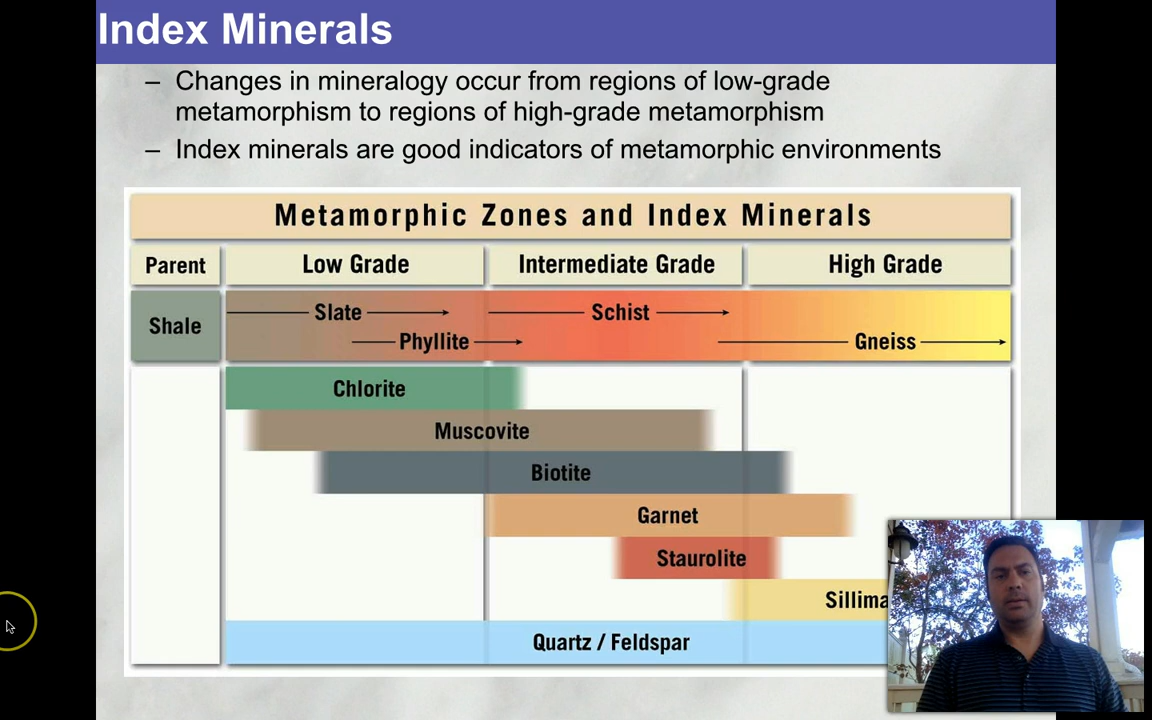 Index Minerals
– Changes in mineralogy occur from regions of low-grade
metamorphism to regions of high-grade metamorphism
– Index minerals are good indicators of metamorphic environments
Metamorphic Zones and Index Minerals
Parent Low Grade Intermediate Grade High Grade
Shale
Slate Schist
Phyllite Gneiss
Chlorite
Muscovite
Biotite
Garnet
Staurolite
Sillima
Quartz / Feldspar